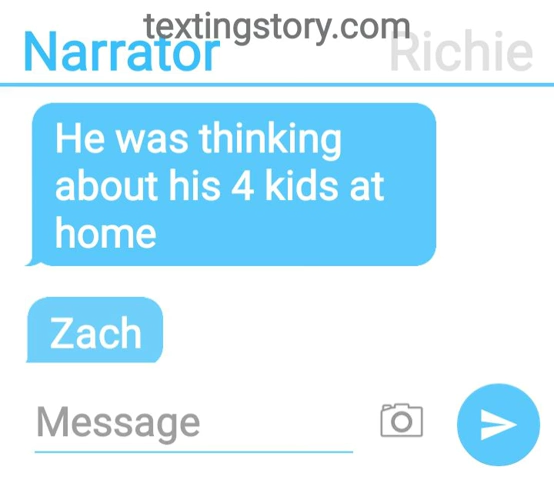 textingstory.com
Narrator Richie
He was thinking
about his 4 kids at
home
Zach
Message